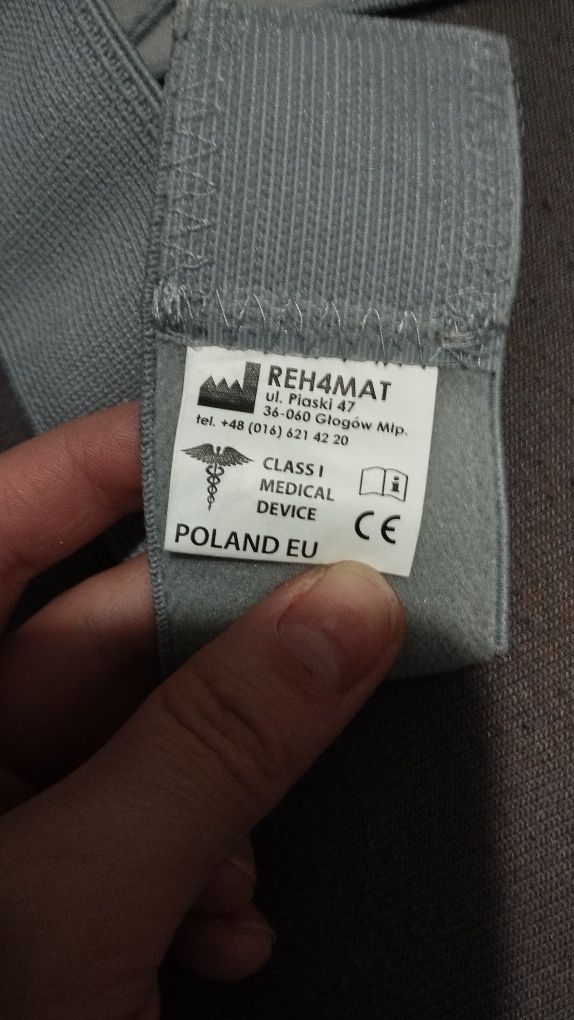 REH4MAT
ul. Piaski 47
36-060 Głogów Młp.
tel. +48 (016) 621 42 20
CLASS I
MEDICAL
DEVICE
CE
POLAND EU